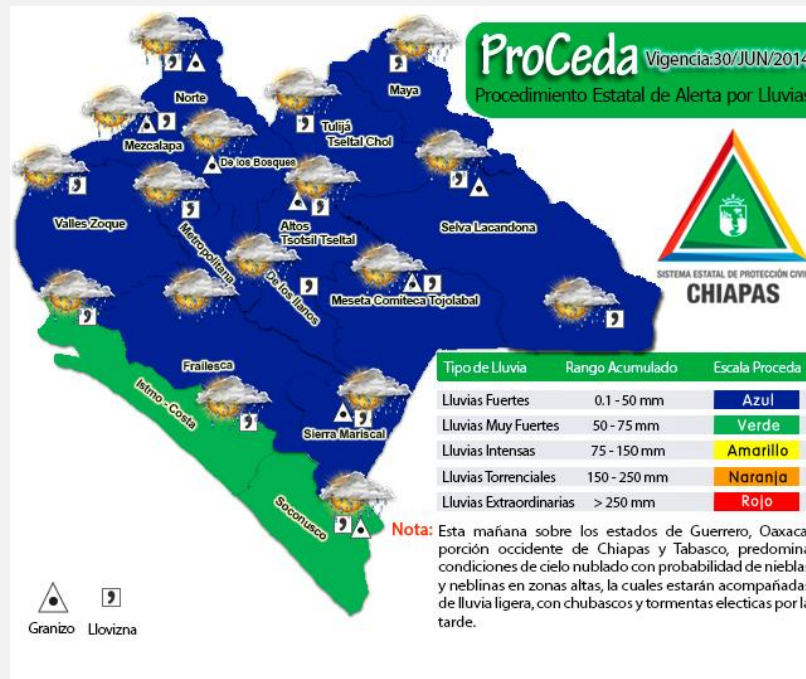 ProCeda Vigencia:30/JUN/2014
Procedimiento Estatal de Alerta por Lluvias
Norte
Maya
Mezcalapa
Tulijá
Tseltal Chol
De los Bosques
Valles Zoque
Metropolitana
Altos
Tsotsil Tseltal
Selva Lacandona
De los llanos
Meseta Comiteca Tojolabal
SISTEMA ESTATAL DE PROTECCIÓN CIVIL
CHIAPAS
Frailesca
Istmo - Costa
Sierra Mariscal
Soconusco
Tipo de Lluvia Rango Acumulado Escala Proceda
Lluvias Fuertes 0.1 - 50 mm Azul
Lluvias Muy Fuertes 50 - 75 mm Verde
Lluvias Intensas 75 - 150 mm Amarillo
Lluvias Torrenciales 150 - 250 mm Naranja
Lluvias Extraordinarias > 250 mm Rojo
Nota: Esta mañana sobre los estados de Guerrero, Oaxaca
porción occidente de Chiapas y Tabasco, predomina
condiciones de cielo nublado con probabilidad de niebla
y neblinas en zonas altas, la cuales estarán acompañadas
de lluvia ligera, con chubascos y tormentas electicas por la
tarde.
Granizo Llovizna